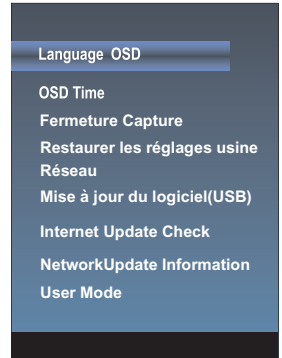 Language OSD
OSD Time
Fermeture Capture
Restaurer les réglages usine
Réseau
Mise à jour du logiciel(USB)
Internet Update Check
NetworkUpdate Information
User Mode